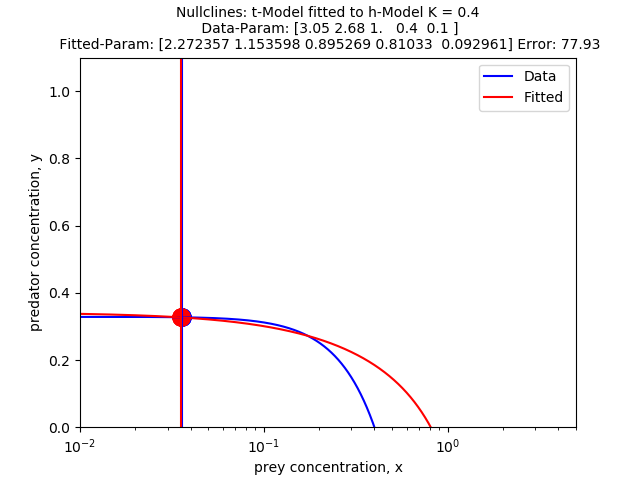 Nullclines: t-Model fitted to h-Model K = 0.4
Data-Param: [3.05 2.68 1.   0.4  0.1 ]
Fitted-Param: [2.272357 1.153598 0.895269 0.81033  0.092961] Error: 77.93
Data
Fitted
1.0
0.8
0.6
0.4
0.2
0.0
predator concentration, y
10⁻²
10⁻¹
10⁰
prey concentration, x